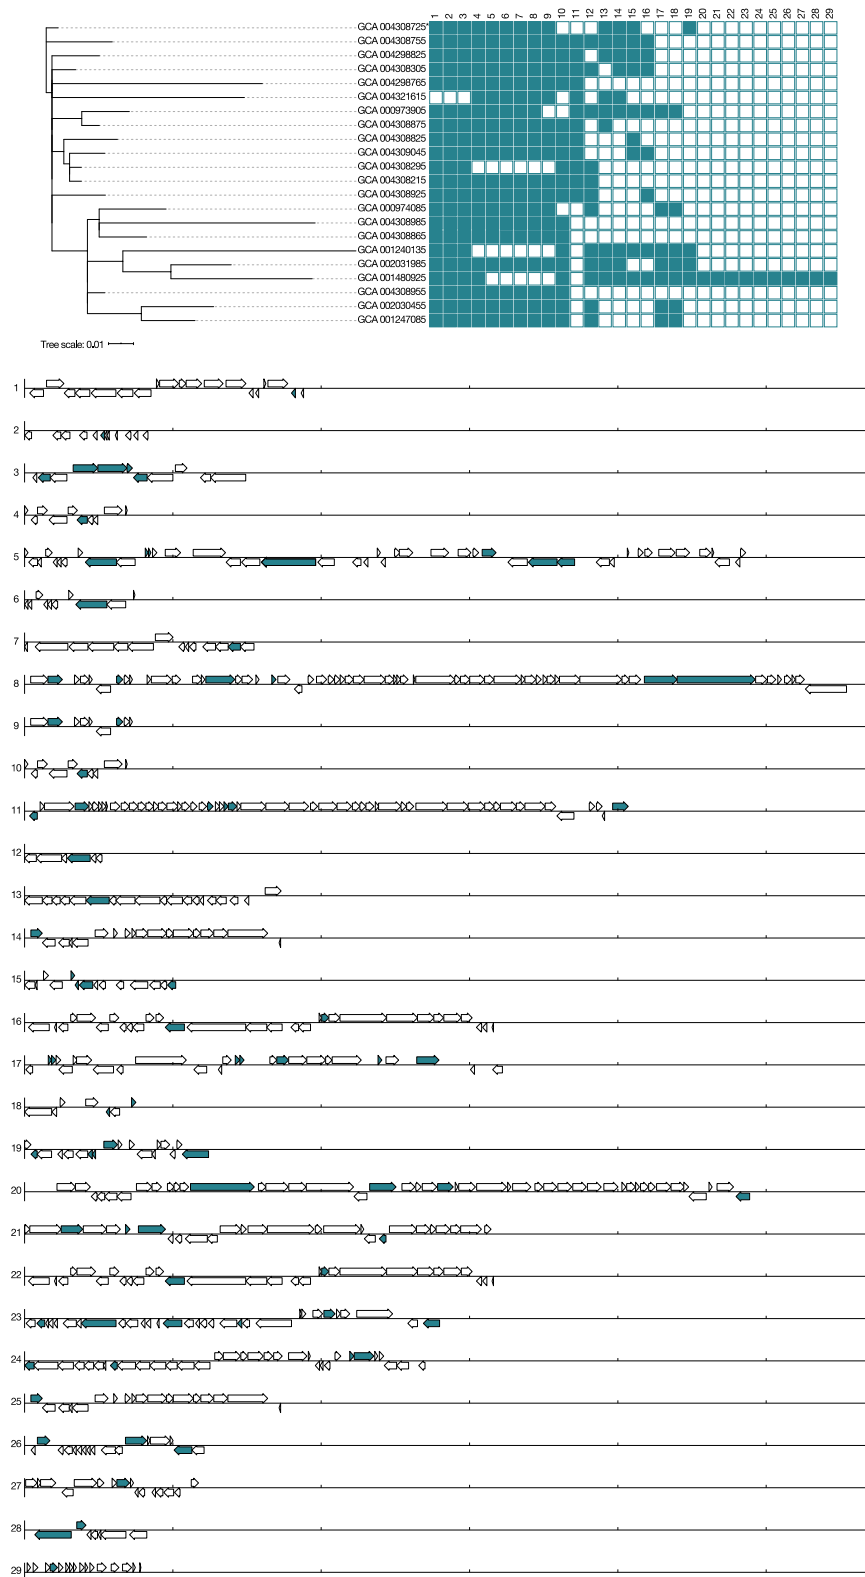 1 2 3 4 5 6 7 8 9 10 11 12 13 14 15 16 17 18 19 20 21 22 23 24 25 26 27 28 29
GCA 004308725*
GCA 004308755
GCA 004298825
GCA 004308305
GCA 004298765
GCA 004321615
GCA 000973905
GCA 004308875
GCA 004308825
GCA 004309045
GCA 004308295
GCA 004308215
GCA 004308925
GCA 000974085
GCA 004308985
GCA 004308865
GCA 001240135
GCA 002031985
GCA 001480925
GCA 004308955
GCA 002030455
GCA 001247085
Tree scale: 0.01
1
2
3
4
5
6
7
8
9
10
11
12
13
14
15
16
17
18
19
20
21
22
23
24
25
26
27
28
29